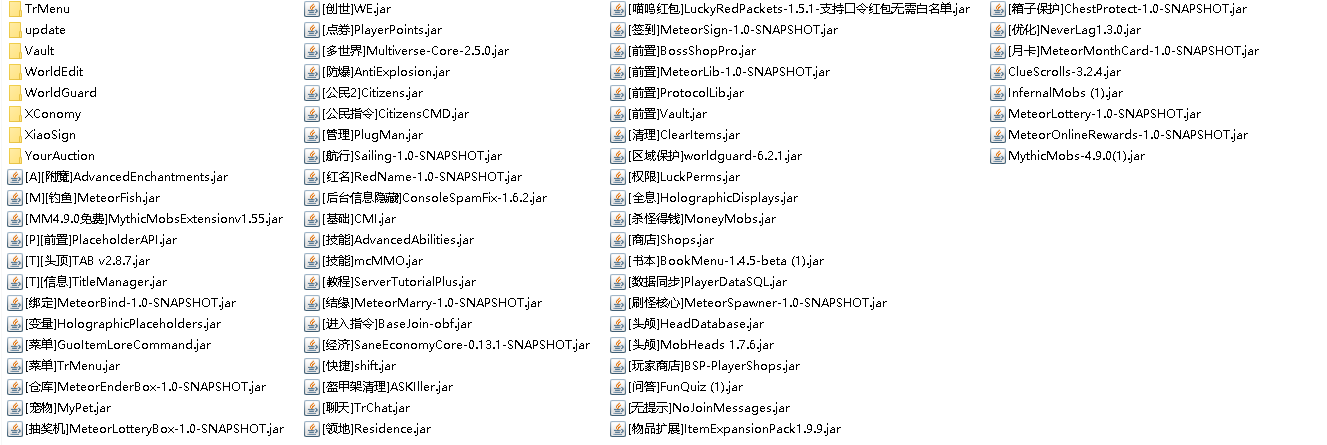 TrMenu
update
Vault
WorldEdit
WorldGuard
XConomy
XiaoSign
YourAuction
[A][附魔]AdvancedEnchantments.jar
[M][钓鱼]MeteorFish.jar
[MM4.9.0免费]MythicMobsExtensionv1.55.jar
[P][前置]PlaceholderAPI.jar
[T][头顶]TAB v2.8.7.jar
[T][信息]TitleManager.jar
[绑定]MeteorBind-1.0-SNAPSHOT.jar
[变量]HolographicPlaceholders.jar
[菜单]GuoItemLoreCommand.jar
[菜单]TrMenu.jar
[仓库]MeteorEnderBox-1.0-SNAPSHOT.jar
[宠物]MyPet.jar
[抽奖机]MeteorLotteryBox-1.0-SNAPSHOT.jar
[创世]WE.jar
[点券]PlayerPoints.jar
[多世界]Multiverse-Core-2.5.0.jar
[防爆]AntiExplosion.jar
[公民2]Citizens.jar
[公民指令]CitizensCMD.jar
[管理]PlugMan.jar
[航行]Sailing-1.0-SNAPSHOT.jar
[红名]RedName-1.0-SNAPSHOT.jar
[后台信息隐藏]ConsoleSpamFix-1.6.2.jar
[基础]CMI.jar
[技能]AdvancedAbilities.jar
[技能]mcMMO.jar
[教程]ServerTutorialPlus.jar
[结缘]MeteorMarry-1.0-SNAPSHOT.jar
[进入指令]BaseJoin-obf.jar
[经济]SaneEconomyCore-0.13.1-SNAPSHOT.jar
[快捷]shift.jar
[盔甲架清理]ASKIller.jar
[聊天]TrChat.jar
[领地]Residence.jar
[喵呜红包]LuckyRedPackets-1.5.1-支持口令红包无需白名单.jar
[签到]MeteorSign-1.0-SNAPSHOT.jar
[前置]BossShopPro.jar
[前置]MeteorLib-1.0-SNAPSHOT.jar
[前置]ProtocolLib.jar
[前置]Vault.jar
[清理]ClearItems.jar
[区域保护]worldguard-6.2.1.jar
[权限]LuckPerms.jar
[全息]HolographicDisplays.jar
[杀怪得钱]MoneyMobs.jar
[商店]Shops.jar
[书本]BookMenu-1.4.5-beta (1).jar
[数据同步]PlayerDataSQL.jar
[刷怪核心]MeteorSpawner-1.0-SNAPSHOT.jar
[头颅]HeadDatabase.jar
[头颅]MobHeads 1.7.6.jar
[玩家商店]BSP-PlayerShops.jar
[问答]FunQuiz (1).jar
[无提示]NoJoinMessages.jar
[物品扩展]ItemExpansionPack1.9.9.jar
[箱子保护]ChestProtect-1.0-SNAPSHOT.jar
[优化]NeverLag1.3.0.jar
[月卡]MeteorMonthCard-1.0-SNAPSHOT.jar
ClueScrolls-3.2.4.jar
InfernalMobs (1).jar
MeteorLottery-1.0-SNAPSHOT.jar
MeteorOnlineRewards-1.0-SNAPSHOT.jar
MythicMobs-4.9.0(1).jar